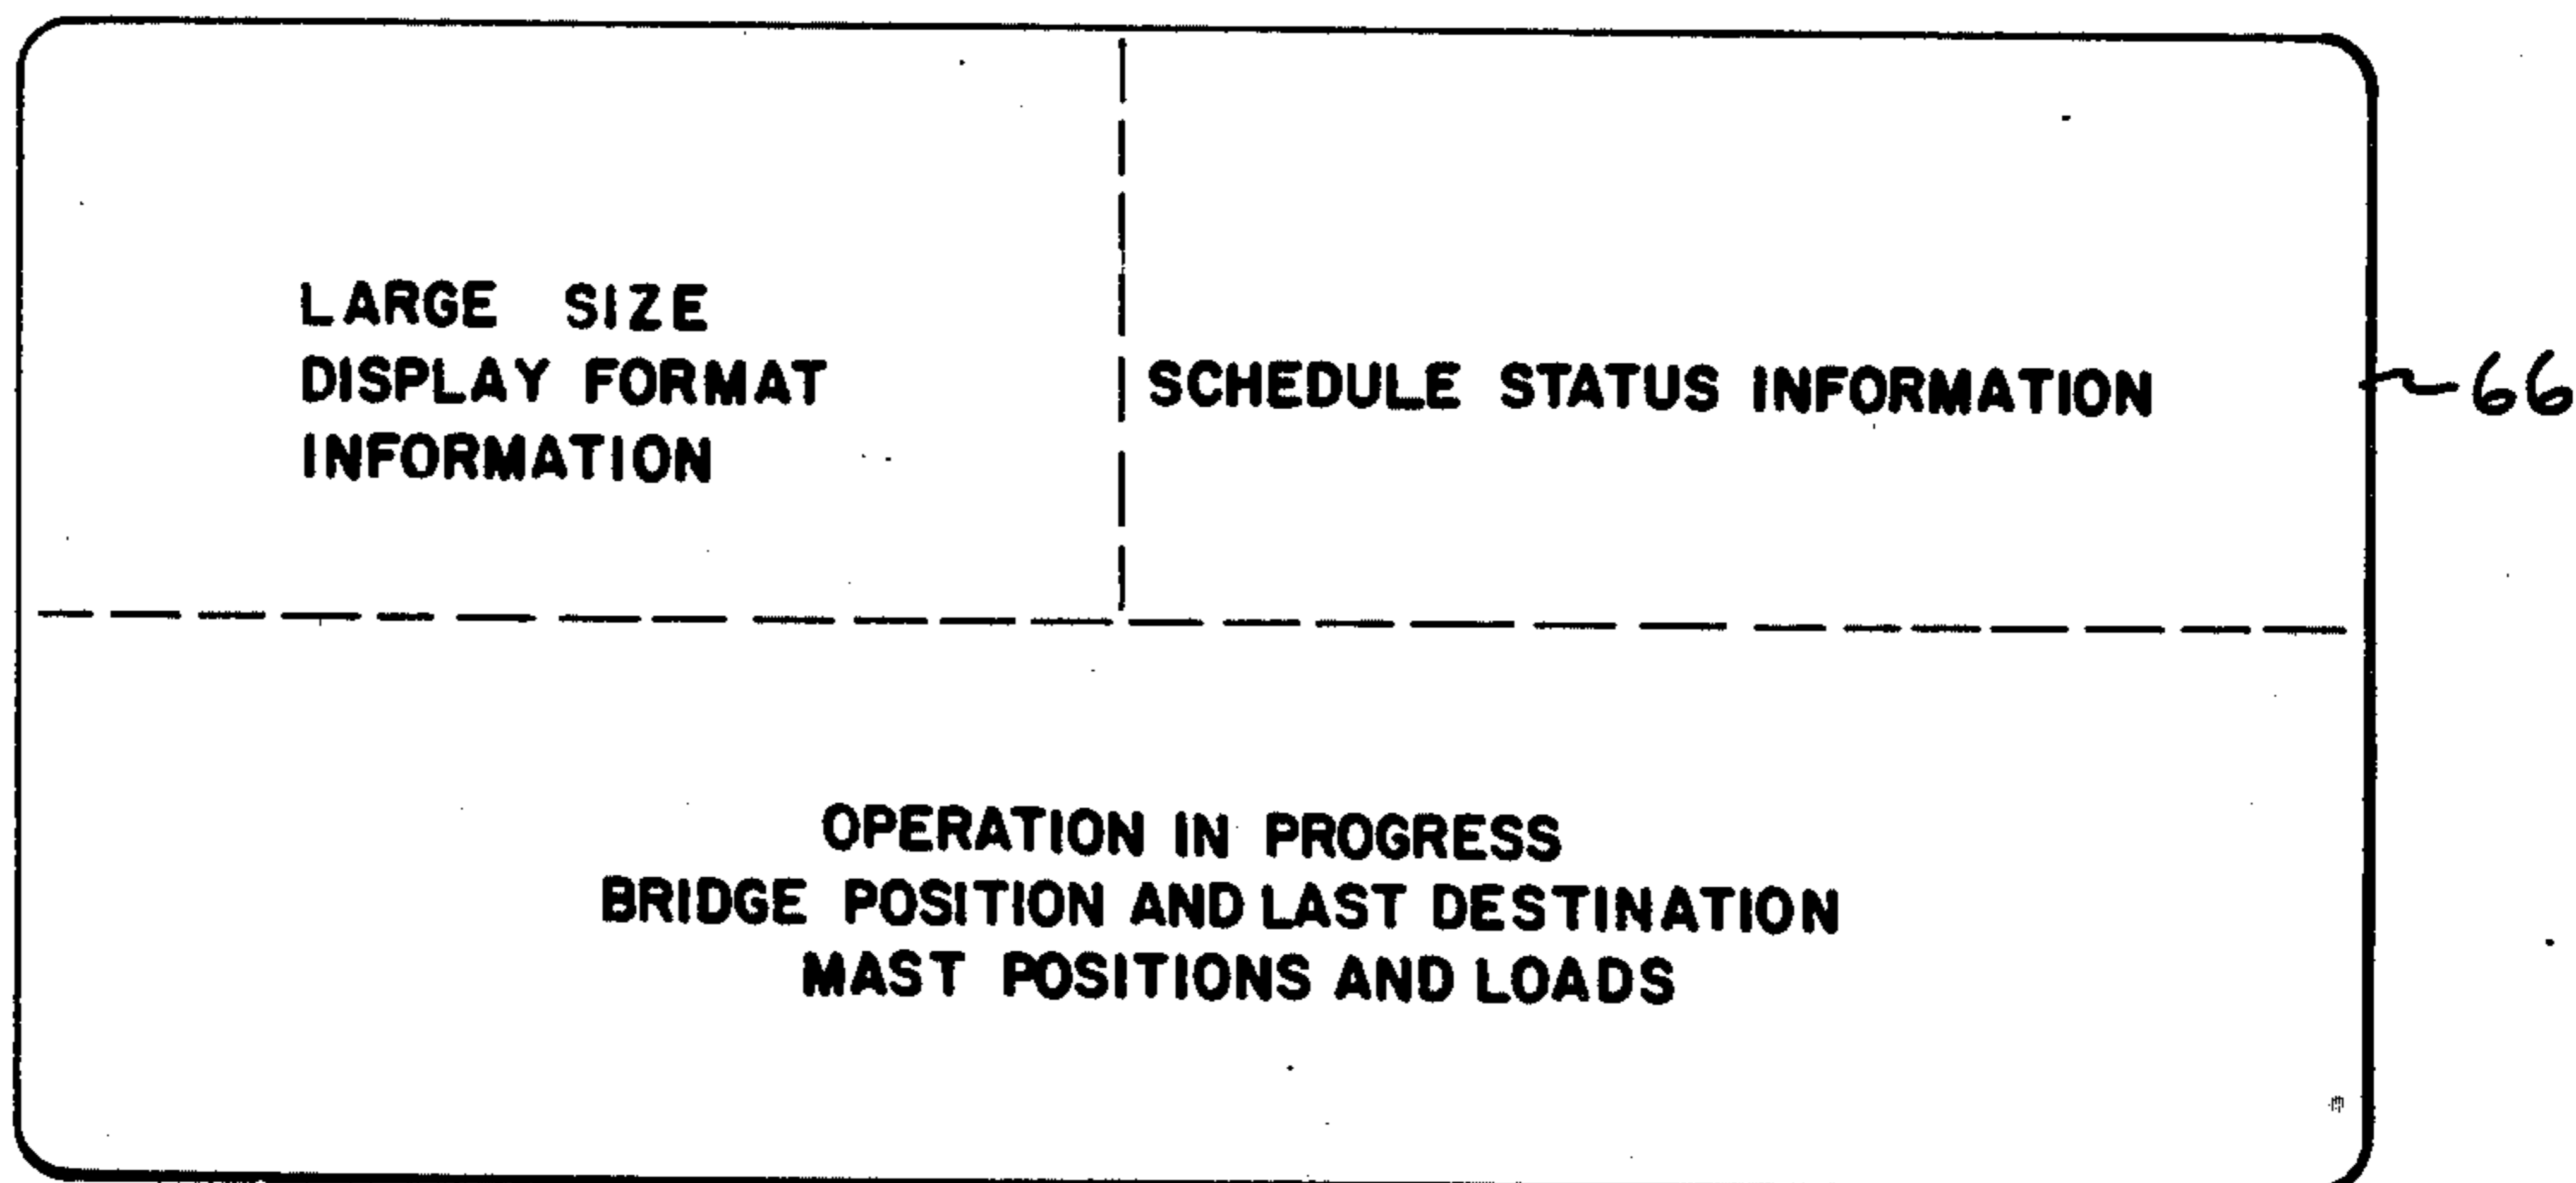 LARGE SIZE
DISPLAY FORMAT
INFORMATION
SCHEDULE STATUS INFORMATION
66
OPERATION IN PROGRESS
BRIDGE POSITION AND LAST DESTINATION
MAST POSITIONS AND LOADS